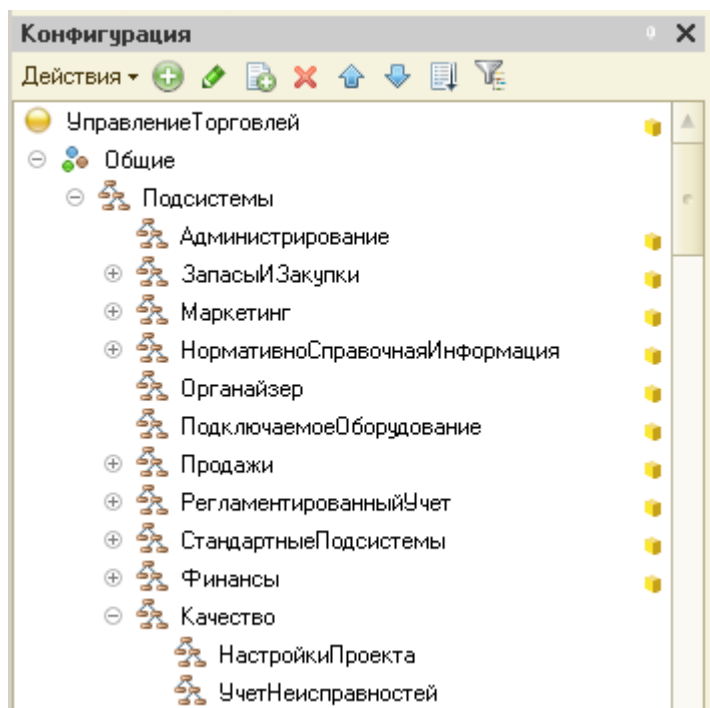 Конфигурация
Действия
УправлениеТорговлей
Общие
Подсистемы
Администрирование
ЗапасыИЗакупки
Маркетинг
НормативноСправочнаяИнформация
Органайзер
ПодключаемоеОборудование
Продажи
РегламентированныйУчет
СтандартныеПодсистемы
Финансы
Качество
НастройкиПроекта
УчетНеисправностей